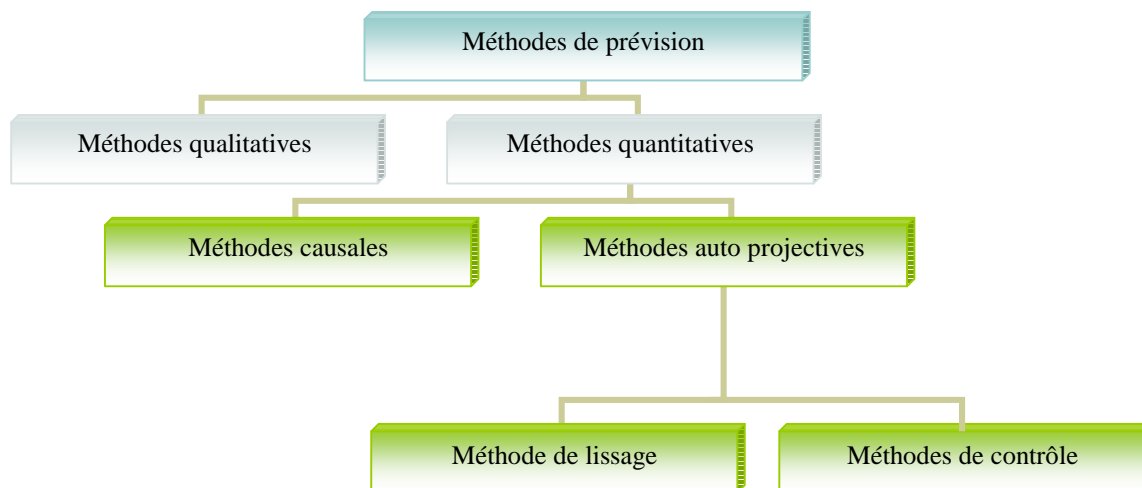 Méthodes de prévision
Méthodes qualitatives
Méthodes quantitatives
Méthodes causales
Méthodes auto projectives
Méthode de lissage
Méthodes de contrôle